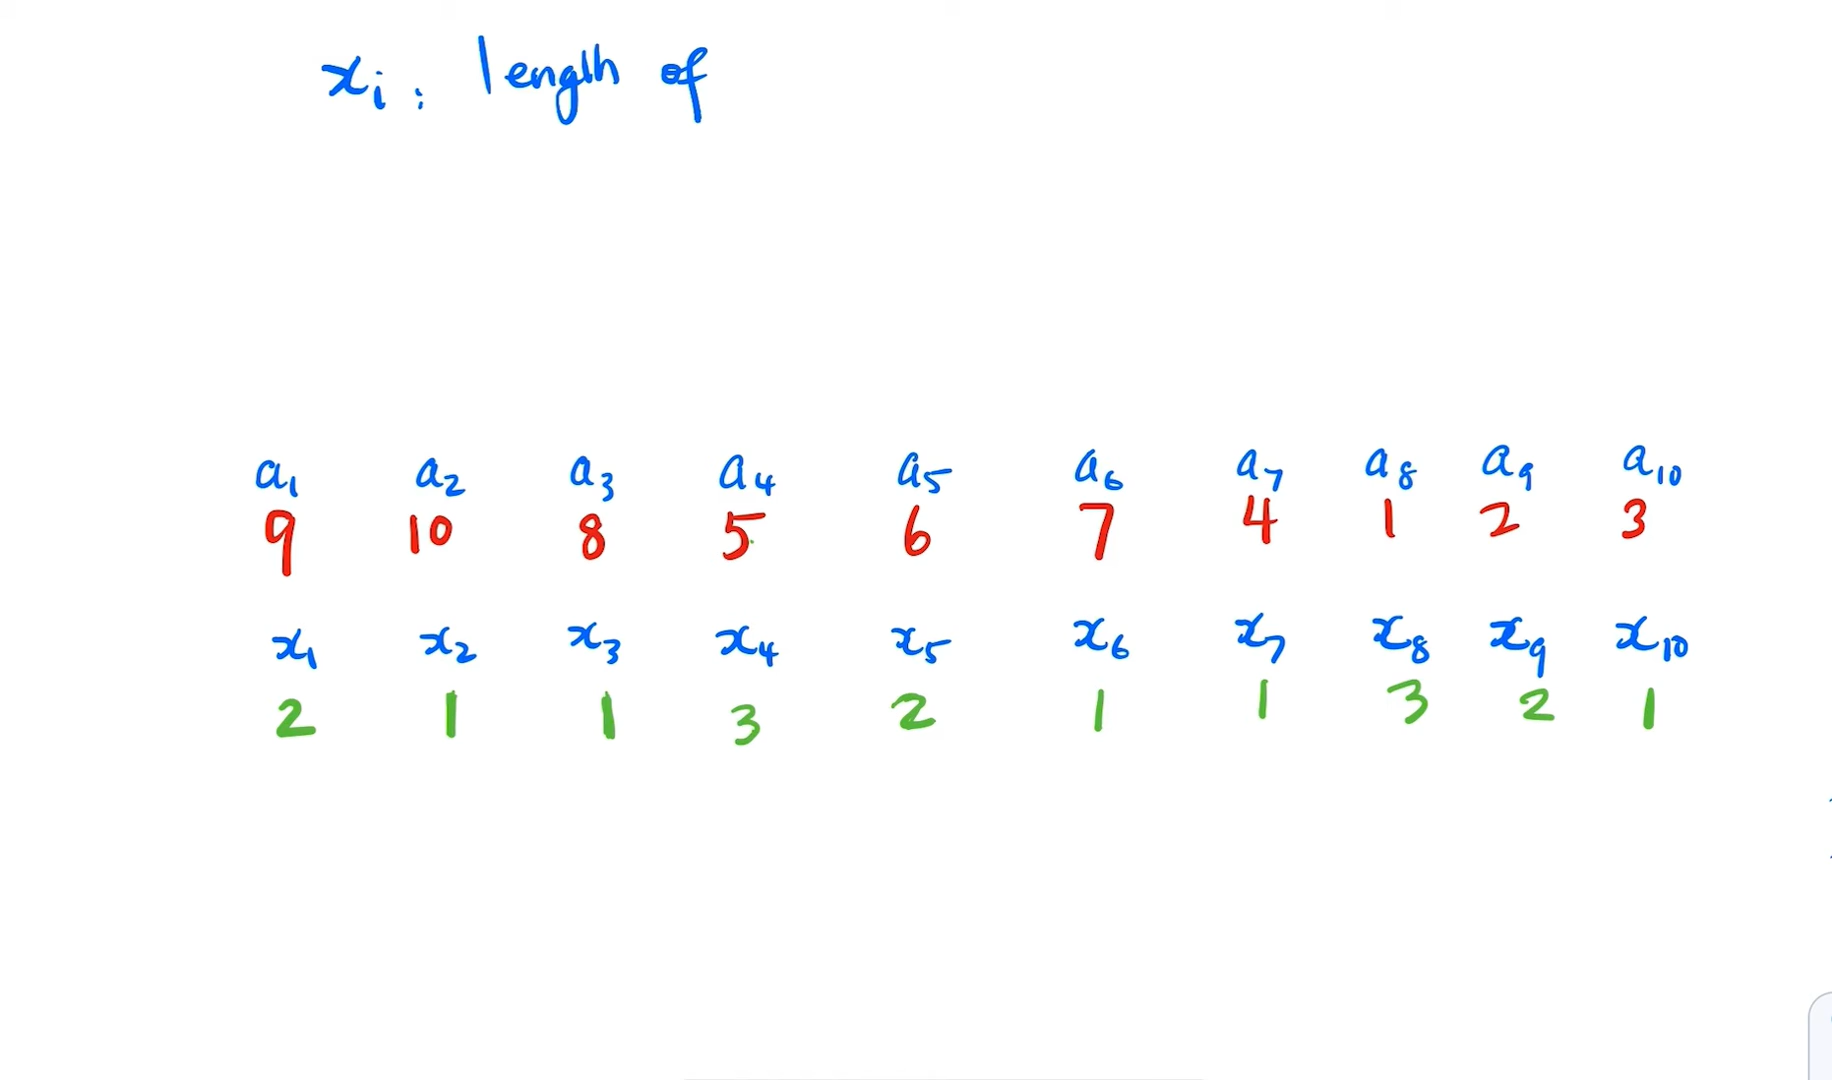 xᵢ: length of
a₁ a₂ a₃ a₄ a₅ a₆ a₇ a₈ a₉ a₁₀
9 10 8 5 6 7 4 1 2 3
x₁ x₂ x₃ x₄ x₅ x₆ x₇ x₈ x₉ x₁₀
2 1 1 3 2 1 1 3 2 1